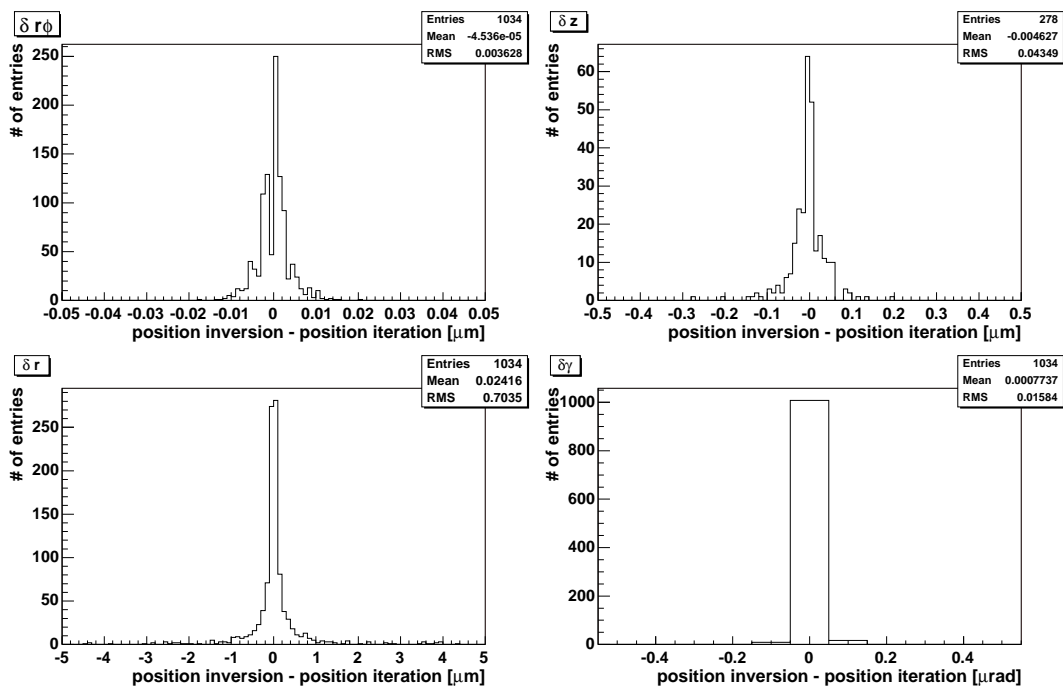 δ rφ
Entries 1034
Mean -4.536e-05
RMS 0.003628
# of entries
250
200
150
100
50
0
-0.05 -0.04 -0.03 -0.02 -0.01 -0 0.01 0.02 0.03 0.04 0.05
position inversion - position iteration [μm]
δ z
Entries 278
Mean -0.004627
RMS 0.04349
# of entries
60
50
40
30
20
10
0
-0.5 -0.4 -0.3 -0.2 -0.1 -0 0.1 0.2 0.3 0.4 0.5
position inversion - position iteration [μm]
δ r
Entries 1034
Mean 0.02416
RMS 0.7035
# of entries
250
200
150
100
50
0
-5 -4 -3 -2 -1 0 1 2 3 4 5
position inversion - position iteration [μm]
δγ
Entries 1034
Mean 0.0007737
RMS 0.01584
# of entries
1000
800
600
400
200
0
-0.4 -0.2 0 0.2 0.4
position inversion - position iteration [μrad]